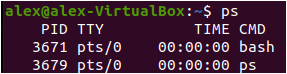 alex@alex-VirtualBox:~$ ps
PID TTY TIME CMD
3671 pts/0 00:00:00 bash
3679 pts/0 00:00:00 ps